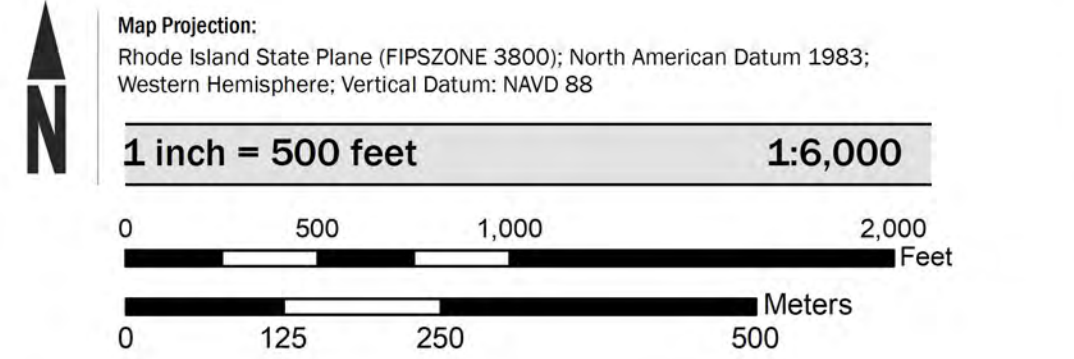 N
Map Projection:
Rhode Island State Plane (FIPSZONE 3800); North American Datum 1983;
Western Hemisphere; Vertical Datum: NAVD 88
1 inch = 500 feet 1:6,000
0 500 1,000 2,000
Feet
Meters
0 125 250 500